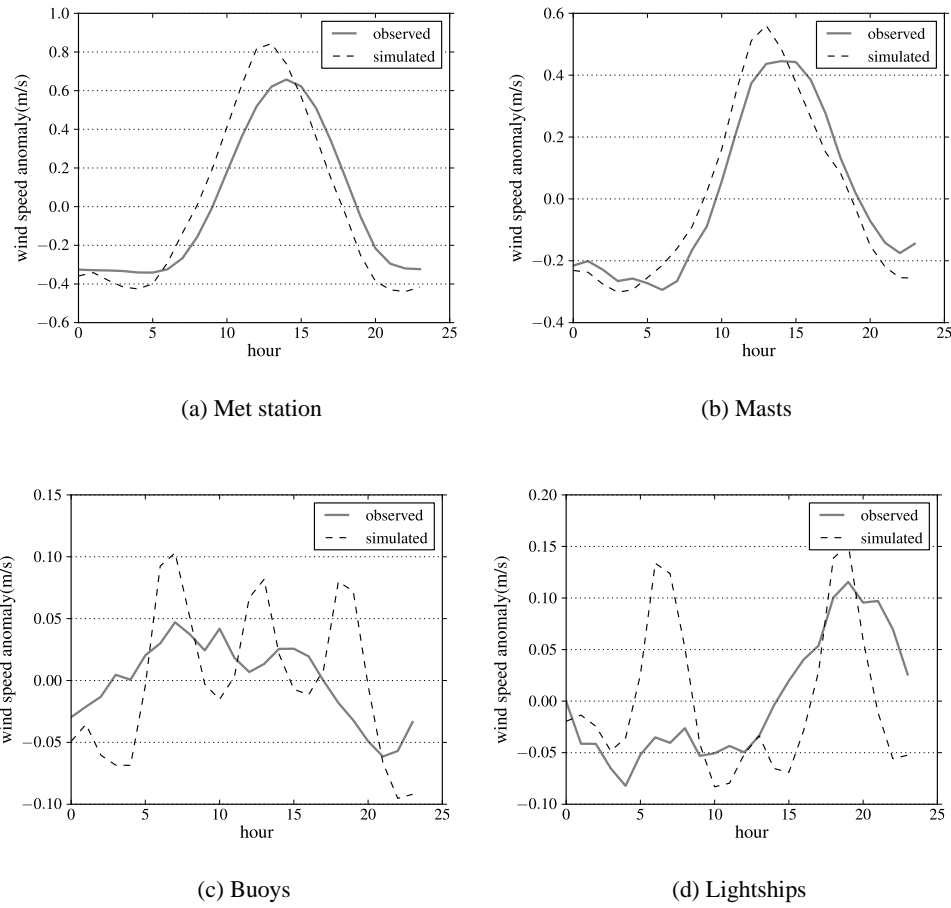 1.0
0.8
0.6
0.4
0.2
0.0
−0.2
−0.4
−0.6
wind speed anomaly(m/s)
observed
simulated
0 5 10 15 20 25
hour
(a) Met station
0.6
0.4
0.2
0.0
−0.2
−0.4
wind speed anomaly(m/s)
observed
simulated
0 5 10 15 20 25
hour
(b) Masts
0.15
0.10
0.05
0.00
−0.05
−0.10
wind speed anomaly(m/s)
observed
simulated
0 5 10 15 20 25
hour
(c) Buoys
0.20
0.15
0.10
0.05
0.00
−0.05
−0.10
wind speed anomaly(m/s)
observed
simulated
0 5 10 15 20 25
hour
(d) Lightships